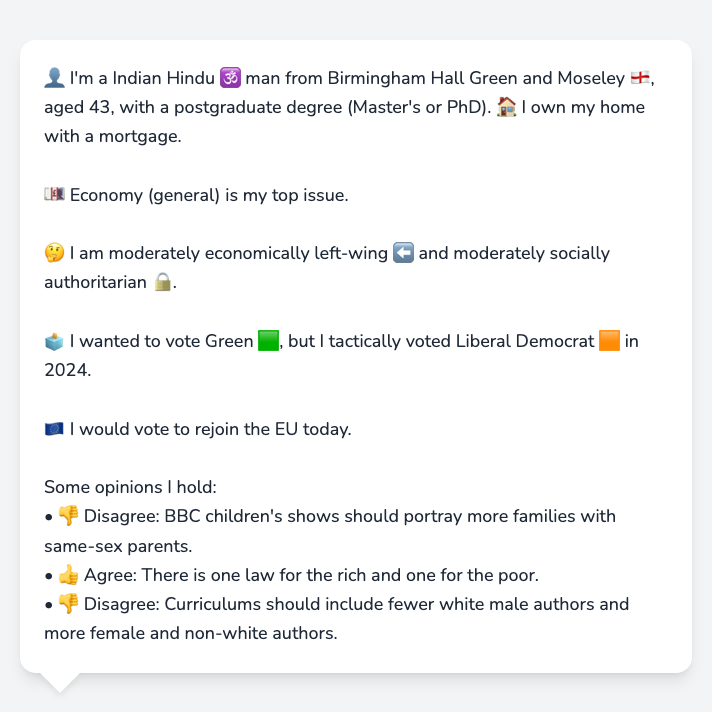 👤 I'm a Indian Hindu 🕉️ man from Birmingham Hall Green and Moseley 🏴󠁧󠁢󠁥󠁮󠁧󠁿,
aged 43, with a postgraduate degree (Master's or PhD). 🏠 I own my home
with a mortgage.
💷 Economy (general) is my top issue.
🤔 I am moderately economically left-wing ⬅️ and moderately socially
authoritarian 🔒.
🗳️ I wanted to vote Green 🟩, but I tactically voted Liberal Democrat 🟧 in
2024.
🇪🇺 I would vote to rejoin the EU today.
Some opinions I hold:
• 👎 Disagree: BBC children's shows should portray more families with
same-sex parents.
• 👍 Agree: There is one law for the rich and one for the poor.
• 👎 Disagree: Curriculums should include fewer white male authors and
more female and non-white authors.